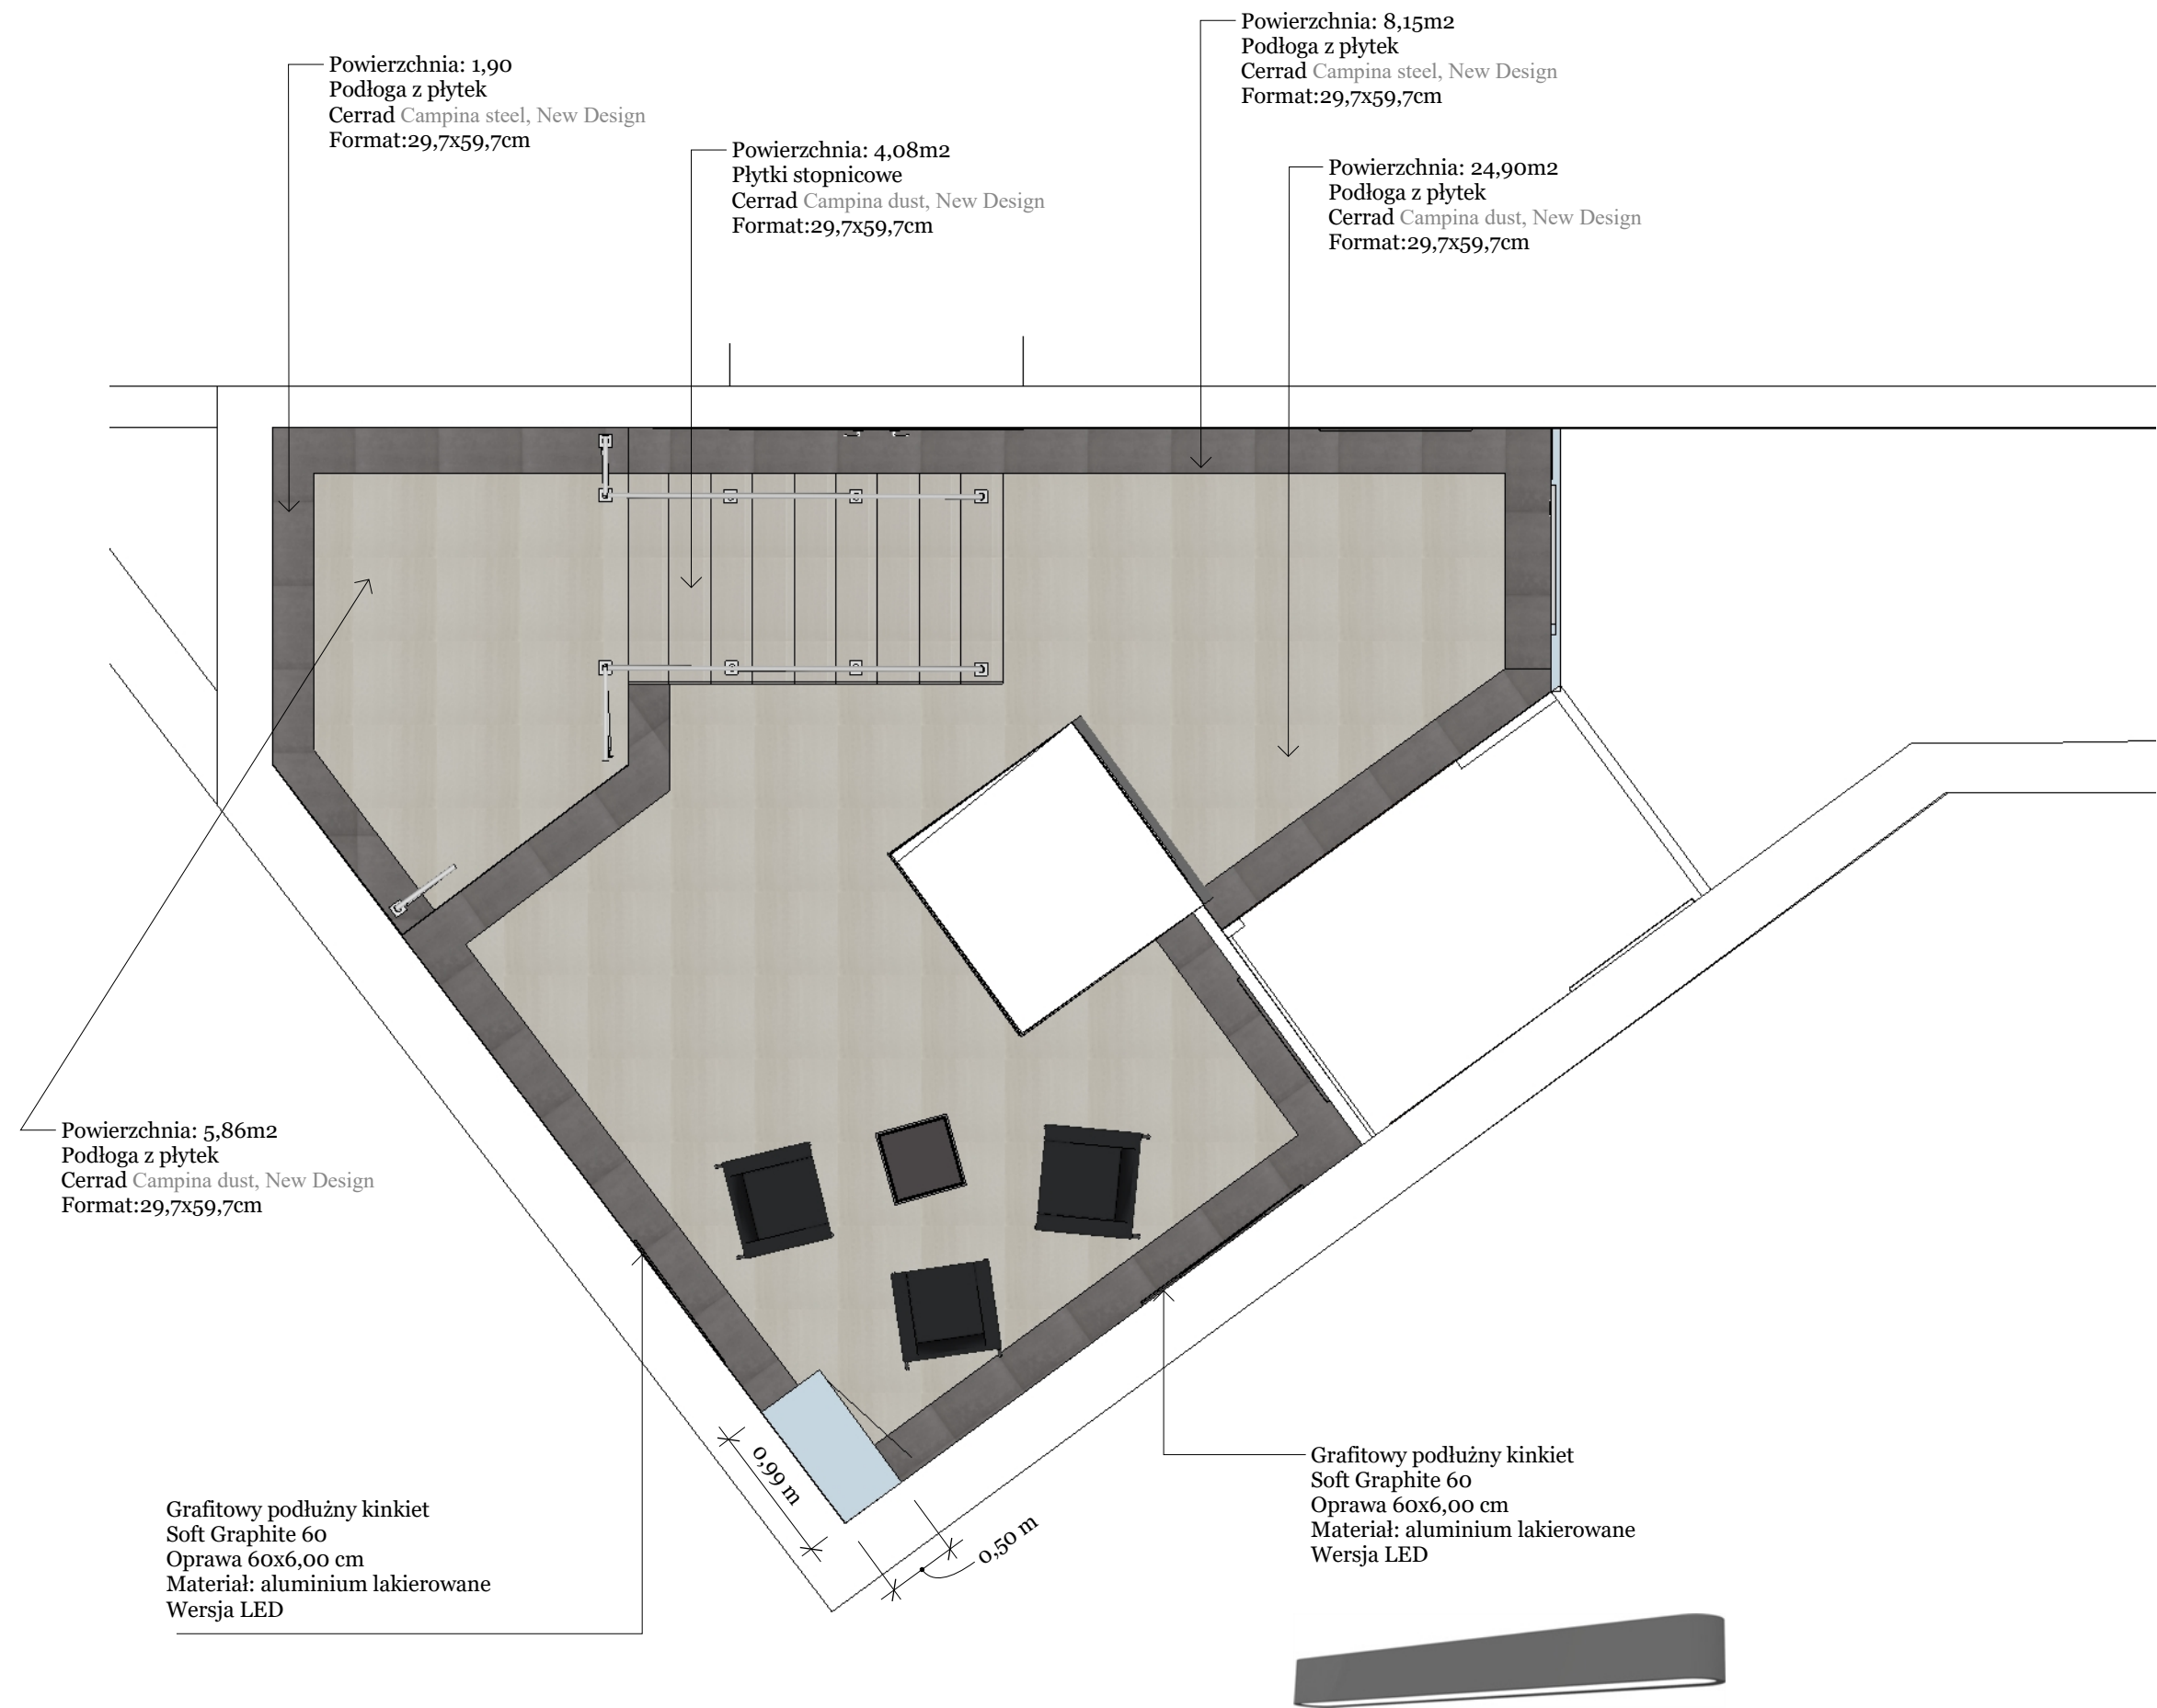 Powierzchnia: 8,15m2
Podłoga z płytek
Cerrad Campina steel, New Design
Format:29,7x59,7cm
Powierzchnia: 1,90
Podłoga z płytek
Cerrad Campina steel, New Design
Format:29,7x59,7cm
Powierzchnia: 4,08m2
Płytki stopnicowe
Cerrad Campina dust, New Design
Format:29,7x59,7cm
Powierzchnia: 24,90m2
Podłoga z płytek
Cerrad Campina dust, New Design
Format:29,7x59,7cm
Powierzchnia: 5,86m2
Podłoga z płytek
Cerrad Campina dust, New Design
Format:29,7x59,7cm
0,99 m
0,50 m
Grafitowy podłużny kinkiet
Soft Graphite 60
Oprawa 60x6,00 cm
Materiał: aluminium lakierowane
Wersja LED
Grafitowy podłużny kinkiet
Soft Graphite 60
Oprawa 60x6,00 cm
Materiał: aluminium lakierowane
Wersja LED